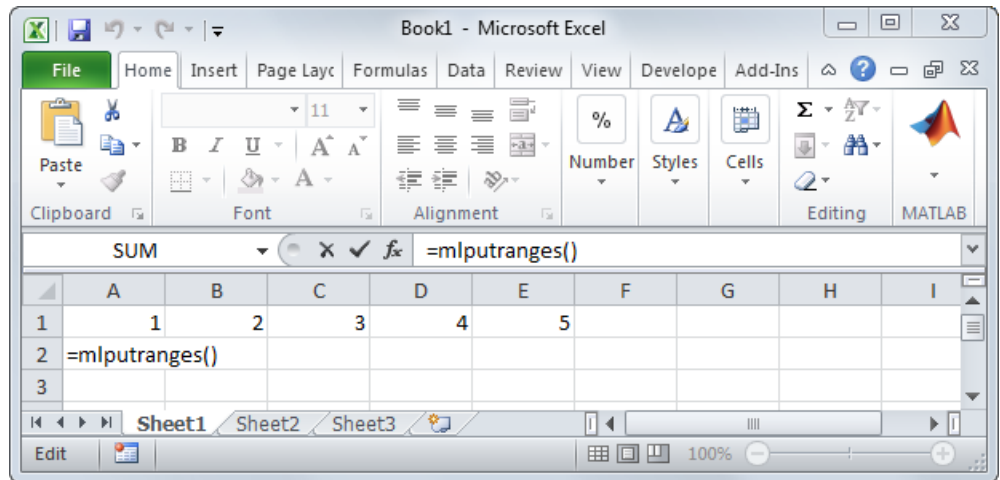 Book1 - Microsoft Excel
File Home Insert Page Layc Formulas Data Review View Develope Add-Ins
11
% 
B I U A A
A
Paste Number Styles Cells
Clipboard Font Alignment Editing MATLAB
SUM fx =mlputranges()
A B C D E F G H I
1 1 2 3 4 5
2 =mlputranges()
3
Sheet1 Sheet2 Sheet3
Edit 100%